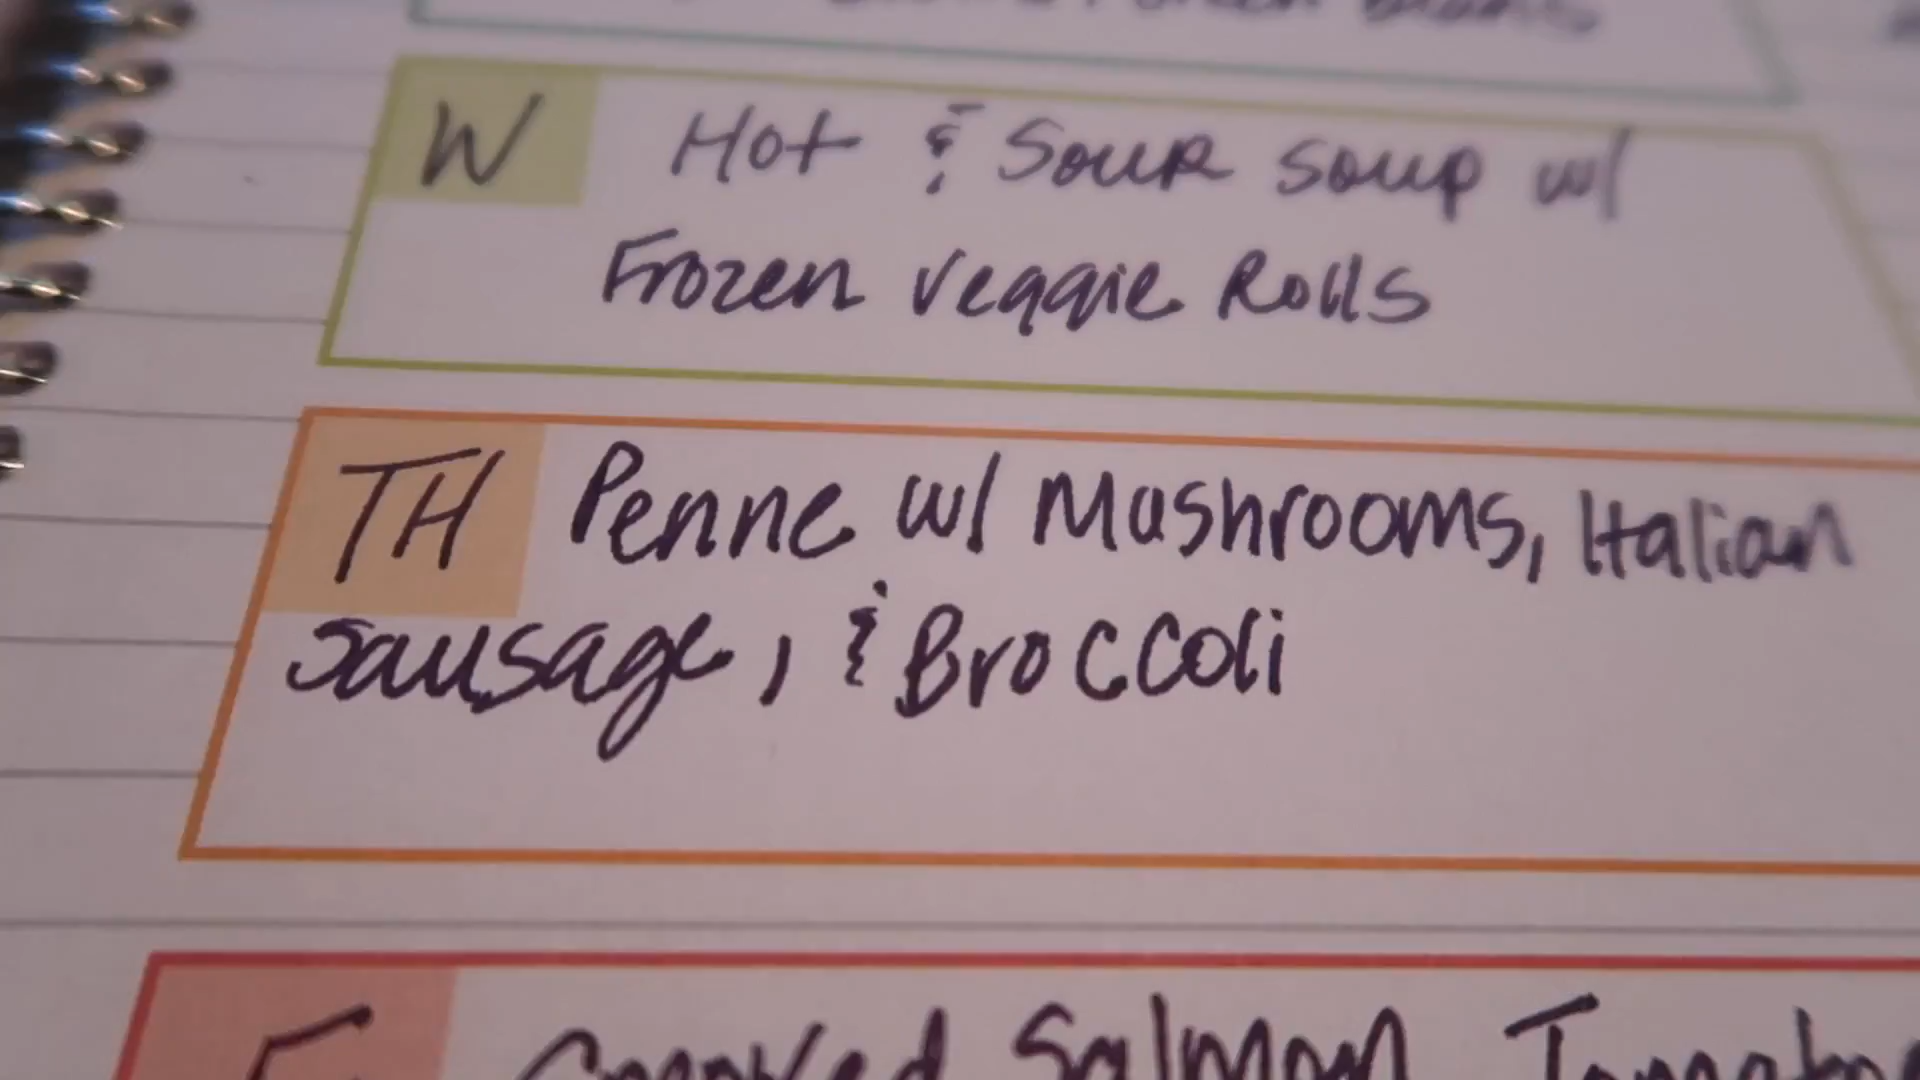 W Hot & Sour Soup w/
Frozen Veggie Rolls
TH Penne w/ Mushrooms, Italian
Sausage, & Broccoli
Salmon